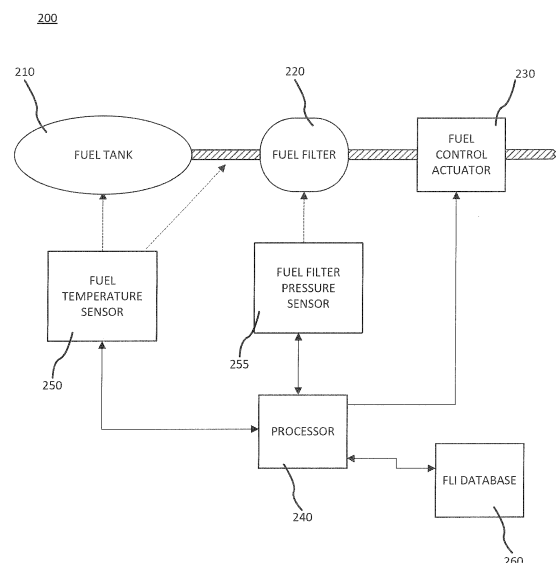 200
210
220
230
FUEL TANK
FUEL FILTER
FUEL
CONTROL
ACTUATOR
FUEL
TEMPERATURE
SENSOR
FUEL FILTER
PRESSURE
SENSOR
250
255
PROCESSOR
FLI DATABASE
240
260